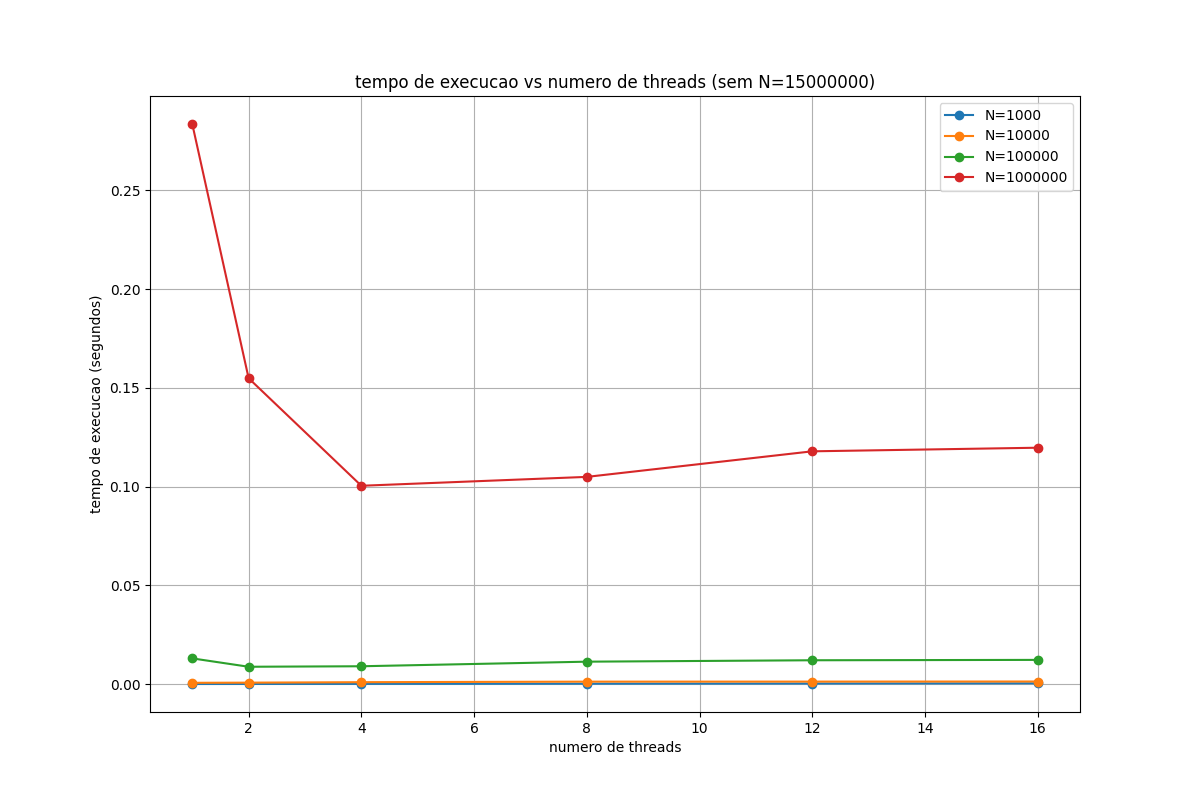 tempo de execucao vs numero de threads (sem N=15000000)
N=1000
N=10000
N=100000
N=1000000
tempo de execucao (segundos)
0.25
0.20
0.15
0.10
0.05
0.00
2 4 6 8 10 12 14 16
numero de threads